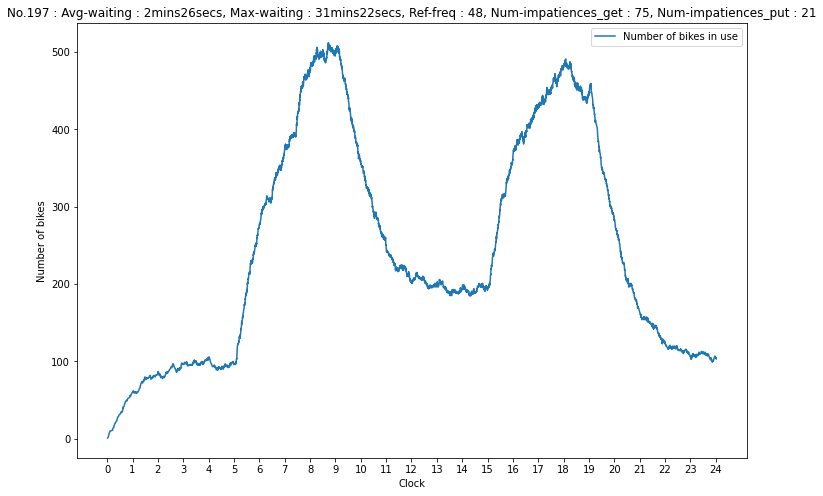 No.197 : Avg-waiting : 2mins26secs, Max-waiting : 31mins22secs, Ref-freq : 48, Num-impatiences_get : 75, Num-impatiences_put : 21
Number of bikes in use
500
400
300
200
100
0
Number of bikes
0 1 2 3 4 5 6 7 8 9 10 11 12 13 14 15 16 17 18 19 20 21 22 23 24
Clock